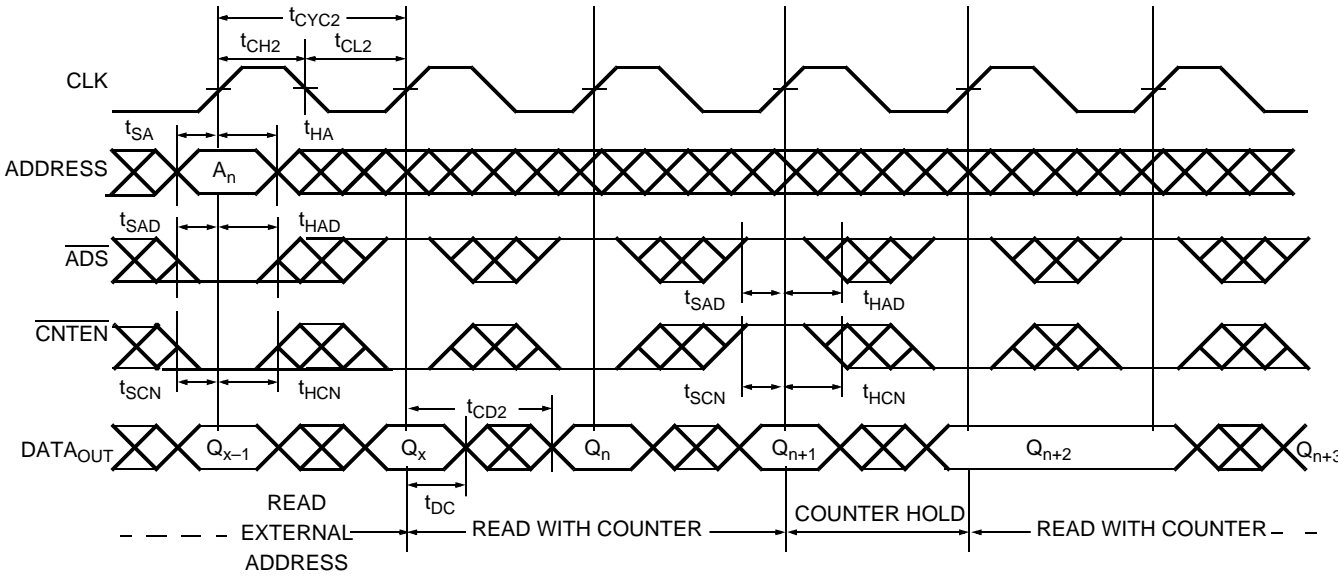 tCYC2
tCH2 tCL2
CLK
tSA tHA
ADDRESS An
tSAD tHAD
ADS
tSAD tHAD
CNTEN
tSCN tHCN tSCN tHCN
tCD2
DATAOUT Qx–1 Qx Qn Qn+1 Qn+2 Qn+3
tDC
READ
EXTERNAL
ADDRESS
READ WITH COUNTER
COUNTER HOLD
READ WITH COUNTER